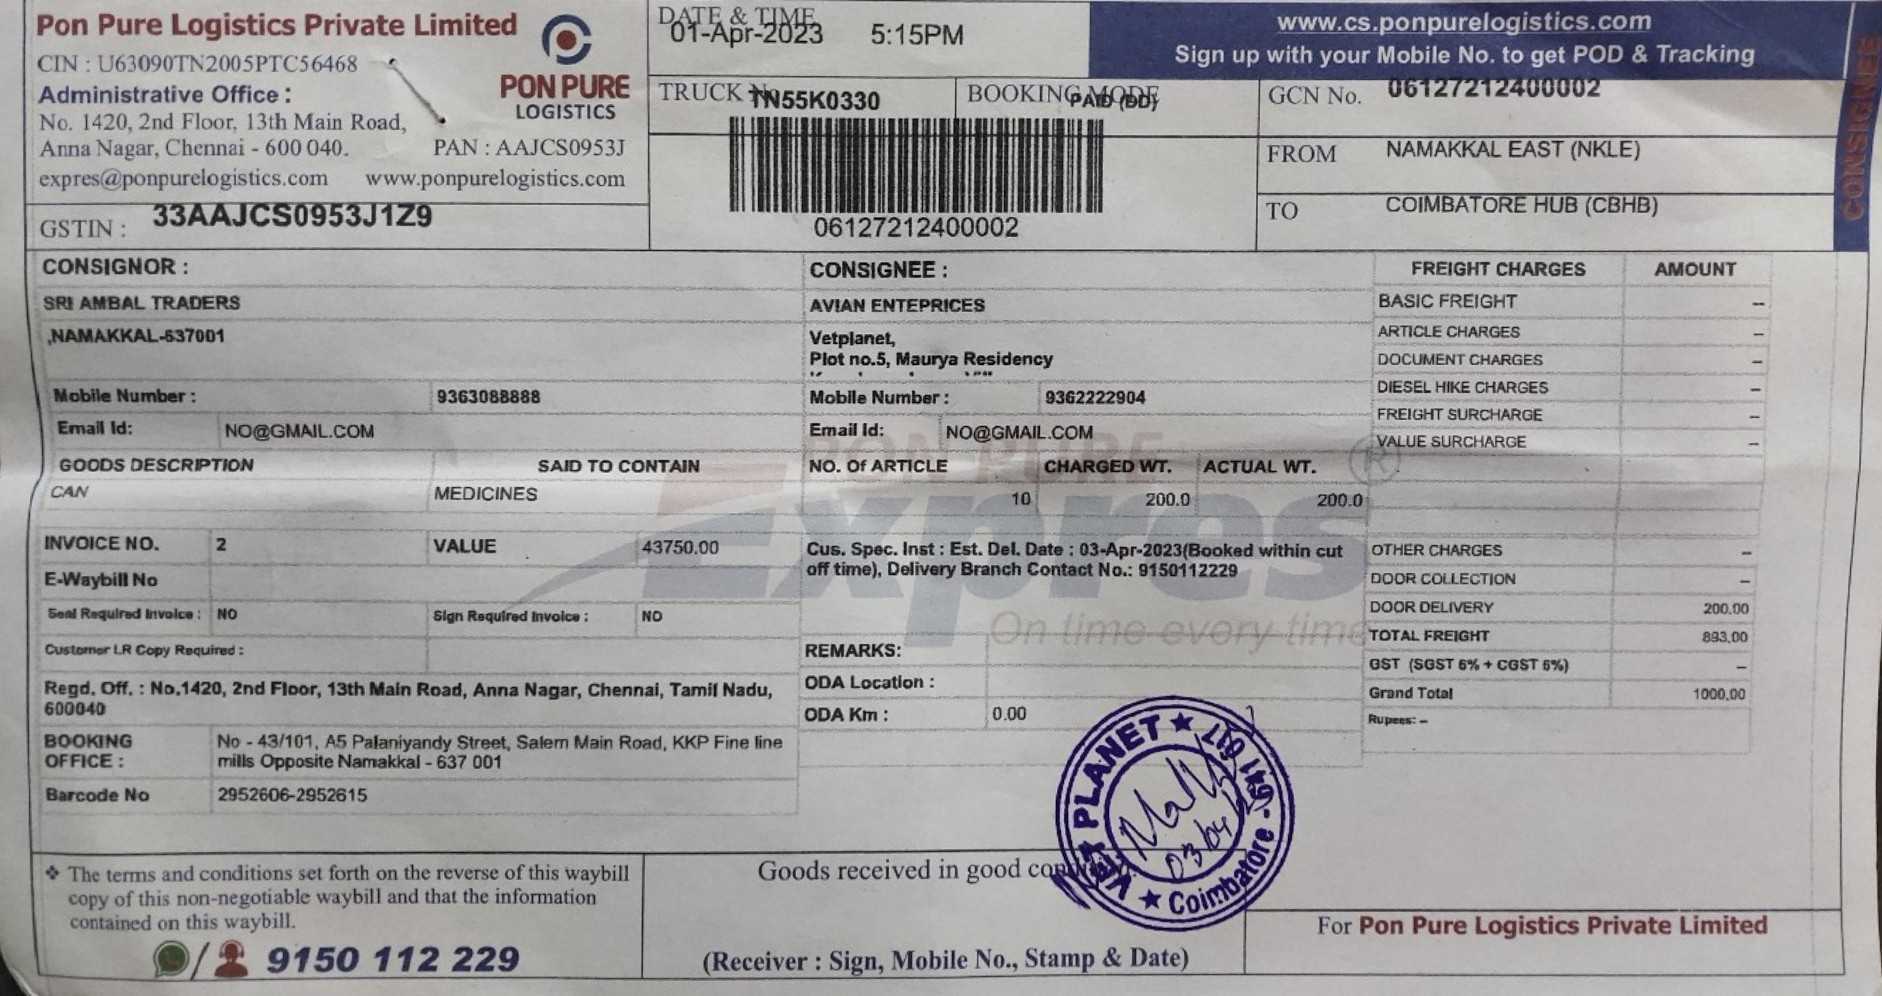 Pon Pure Logistics Private Limited
CIN : U63090TN2005PTC56468
Administrative Office :
No. 1420, 2nd Floor, 13th Main Road,
Anna Nagar, Chennai - 600 040.
PAN : AAJCS0953J
expres@ponpurelogistics.com www.ponpurelogistics.com
PON PURE
LOGISTICS
GSTIN : 33AAJCS0953J1Z9
DATE & TIME
01-Apr-2023 5:15PM
TRUCK No TN55K0330
BOOKING MODE PAID (DD)
06127212400002
www.cs.ponpurelogistics.com
Sign up with your Mobile No. to get POD & Tracking
GCN No. 06127212400002
FROM NAMAKKAL EAST (NKLE)
TO COIMBATORE HUB (CBHB)
CONSIGNEE
CONSIGNOR :
SRI AMBAL TRADERS
,NAMAKKAL-637001
Mobile Number : 9363088888
Email Id: NO@GMAIL.COM
CONSIGNEE :
AVIAN ENTEPRICES
Vetplanet,
Plot no.5, Maurya Residency
Mobile Number : 9362222904
Email Id: NO@GMAIL.COM
GOODS DESCRIPTION SAID TO CONTAIN NO. Of ARTICLE CHARGED WT. ACTUAL WT.
CAN MEDICINES 10 200.0 200.0
INVOICE NO. 2 VALUE 43750.00
E-Waybill No
Seal Required Invoice : NO Sign Required Invoice : NO
Customer LR Copy Required :
Regd. Off. : No.1420, 2nd Floor, 13th Main Road, Anna Nagar, Chennai, Tamil Nadu,
600040
BOOKING OFFICE : No - 43/101, A5 Palaniyandy Street, Salem Main Road, KKP Fine line
mills Opposite Namakkal - 637 001
Barcode No 2952606-2952615
Cus. Spec. Inst : Est. Del. Date : 03-Apr-2023(Booked within cut
off time), Delivery Branch Contact No.: 9150112229
REMARKS:
ODA Location :
ODA Km : 0.00
PON PURE
Expres ®
On time every time
FREIGHT CHARGES AMOUNT
BASIC FREIGHT --
ARTICLE CHARGES --
DOCUMENT CHARGES --
DIESEL HIKE CHARGES --
FREIGHT SURCHARGE --
VALUE SURCHARGE --
OTHER CHARGES --
DOOR COLLECTION --
DOOR DELIVERY 200.00
TOTAL FREIGHT 893.00
GST (SGST 6% + CGST 6%) --
Grand Total 1000.00
Rupees: --
❖ The terms and conditions set forth on the reverse of this waybill
copy of this non-negotiable waybill and that the information
contained on this waybill.
/ 9150 112 229
Goods received in good condition.
(Receiver : Sign, Mobile No., Stamp & Date)
VET PLANET ★ 641 017
★ Coimbatore -
03/04
For Pon Pure Logistics Private Limited